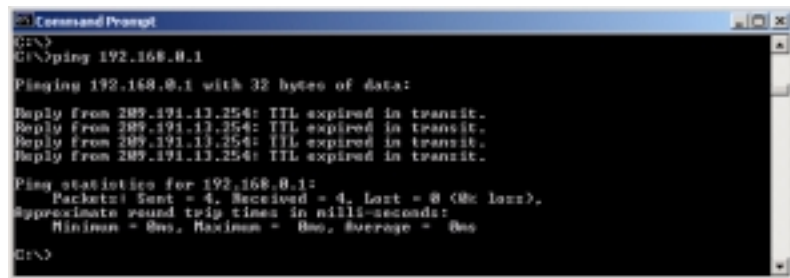 Command Prompt
C:\>
C:\>ping 192.168.0.1
Pinging 192.168.0.1 with 32 bytes of data:
Reply from 209.191.13.254: TTL expired in transit.
Reply from 209.191.13.254: TTL expired in transit.
Reply from 209.191.13.254: TTL expired in transit.
Reply from 209.191.13.254: TTL expired in transit.
Ping statistics for 192.168.0.1:
Packets: Sent = 4, Received = 4, Lost = 0 (0% loss),
Approximate round trip times in milli-seconds:
Minimum = 0ms, Maximum = 0ms, Average = 0ms
C:\>